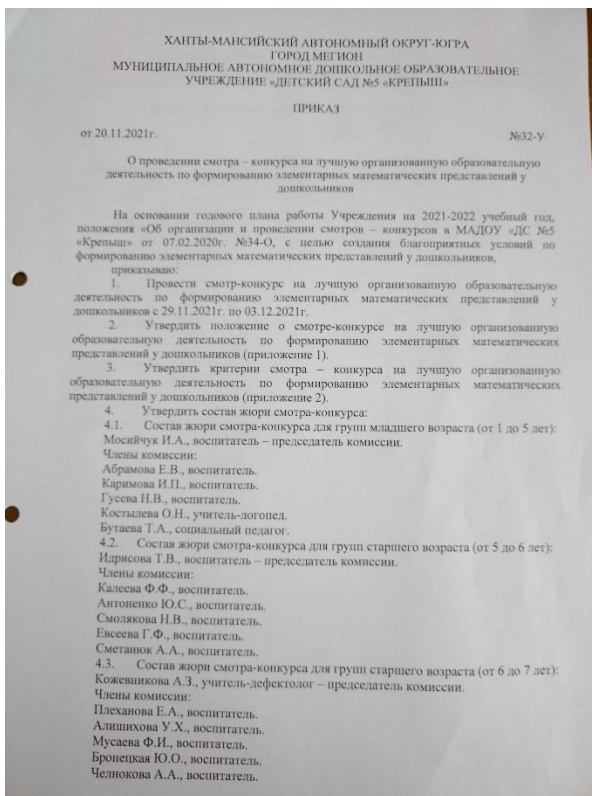 ХАНТЫ-МАНСИЙСКИЙ АВТОНОМНЫЙ ОКРУГ-ЮГРА
ГОРОД МЕГИОН
МУНИЦИПАЛЬНОЕ АВТОНОМНОЕ ДОШКОЛЬНОЕ ОБРАЗОВАТЕЛЬНОЕ
УЧРЕЖДЕНИЕ «ДЕТСКИЙ САД №5 «КРЕПЫШ»
ПРИКАЗ
от 20.11.2021г. №32-У
О проведении смотра – конкурса на лучшую организованную образовательную
деятельность по формированию элементарных математических представлений у
дошкольников
На основании годового плана работы Учреждения на 2021-2022 учебный год,
положения «Об организации и проведении смотров – конкурсов в МАДОУ «ДС №5
«Крепыш» от 07.02.2020г. №34-О, с целью создания благоприятных условий по
формированию элементарных математических представлений у дошкольников,
приказываю:
1. Провести смотр-конкурс на лучшую организованную образовательную
деятельность по формированию элементарных математических представлений у
дошкольников с 29.11.2021г. по 03.12.2021г.
2. Утвердить положение о смотре-конкурсе на лучшую организованную
образовательную деятельность по формированию элементарных математических
представлений у дошкольников (приложение 1).
3. Утвердить критерии смотра – конкурса на лучшую организованную
образовательную деятельность по формированию элементарных математических
представлений у дошкольников (приложение 2).
4. Утвердить состав жюри смотра-конкурса:
4.1. Состав жюри смотра-конкурса для групп младшего возраста (от 1 до 5 лет):
Мосийчук И.А., воспитатель – председатель комиссии.
Члены комиссии:
Абрамова Е.В., воспитатель.
Каримова И.П., воспитатель.
Гусева Н.В., воспитатель.
Костылева О.Н., учитель-логопед.
Бутаева Т.А., социальный педагог.
4.2. Состав жюри смотра-конкурса для групп старшего возраста (от 5 до 6 лет):
Идрисова Т.В., воспитатель – председатель комиссии.
Члены комиссии:
Калеева Ф.Ф., воспитатель.
Антоненко Ю.С., воспитатель.
Смолякова Н.В., воспитатель.
Евсеева Г.Ф., воспитатель.
Сметанюк А.А., воспитатель.
4.3. Состав жюри смотра-конкурса для групп старшего возраста (от 6 до 7 лет):
Кожевникова А.З., учитель-дефектолог – председатель комиссии.
Члены комиссии:
Плеханова Е.А., воспитатель.
Алишихова У.Х., воспитатель.
Мусаева Ф.И., воспитатель.
Бронецкая Ю.О., воспитатель.
Челнокова А.А., воспитатель.